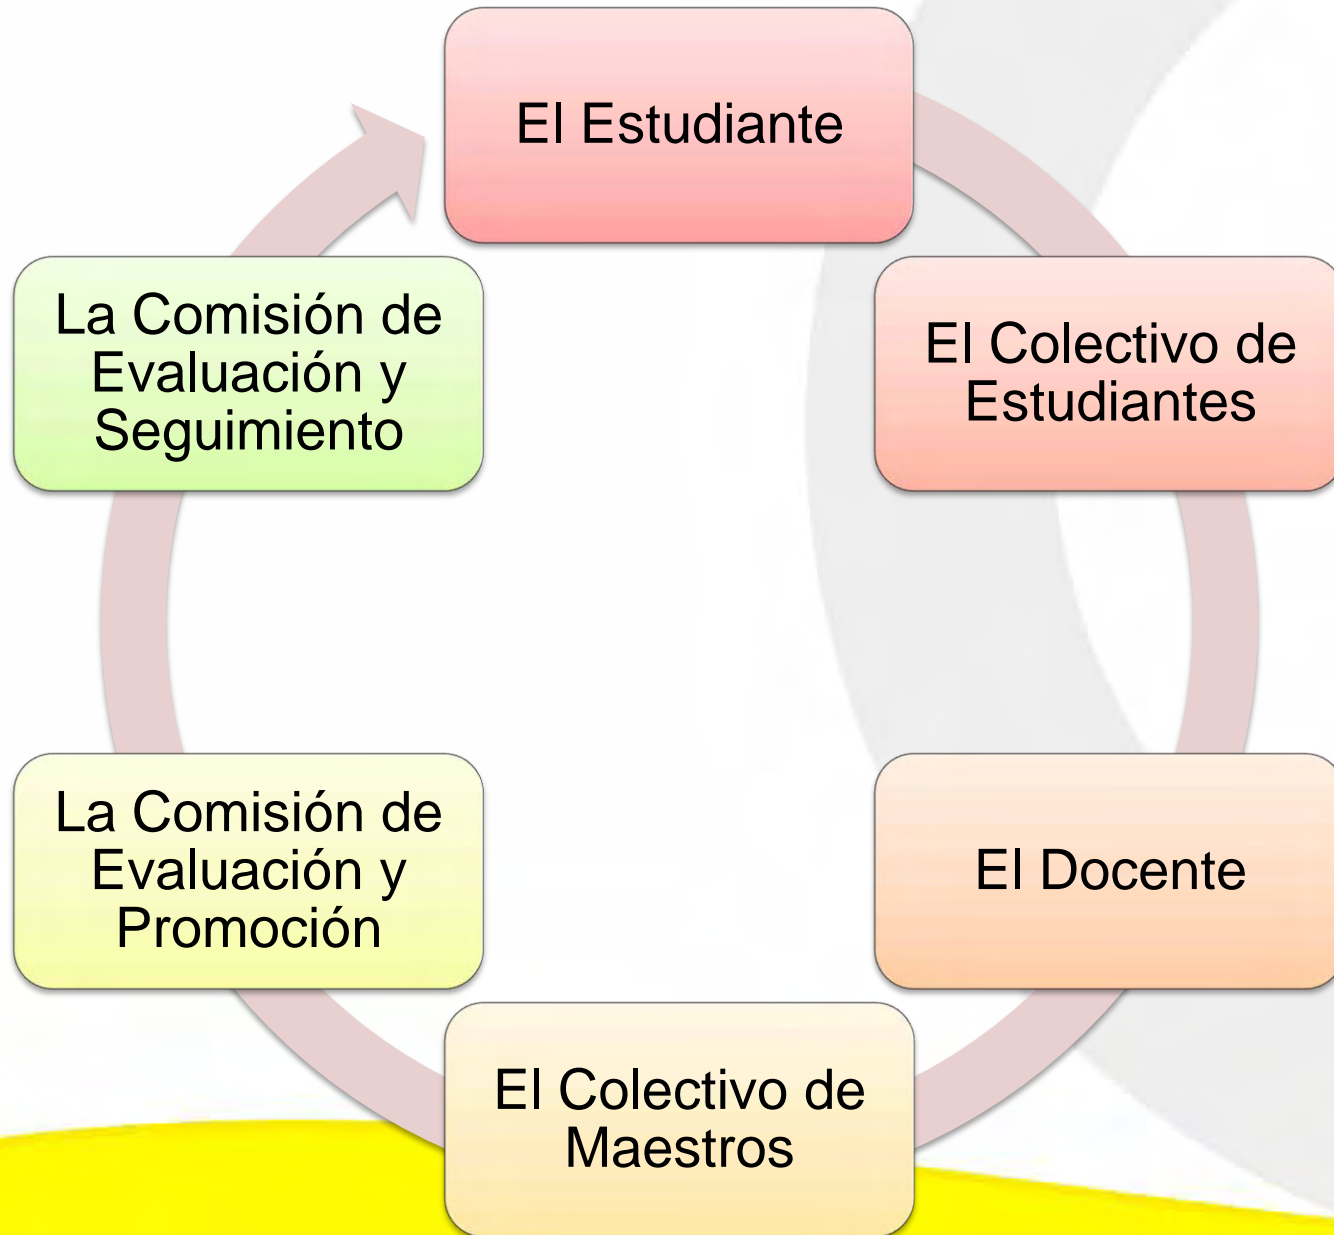 El Estudiante
El Colectivo de
Estudiantes
El Docente
El Colectivo de
Maestros
La Comisión de
Evaluación y
Promoción
La Comisión de
Evaluación y
Seguimiento